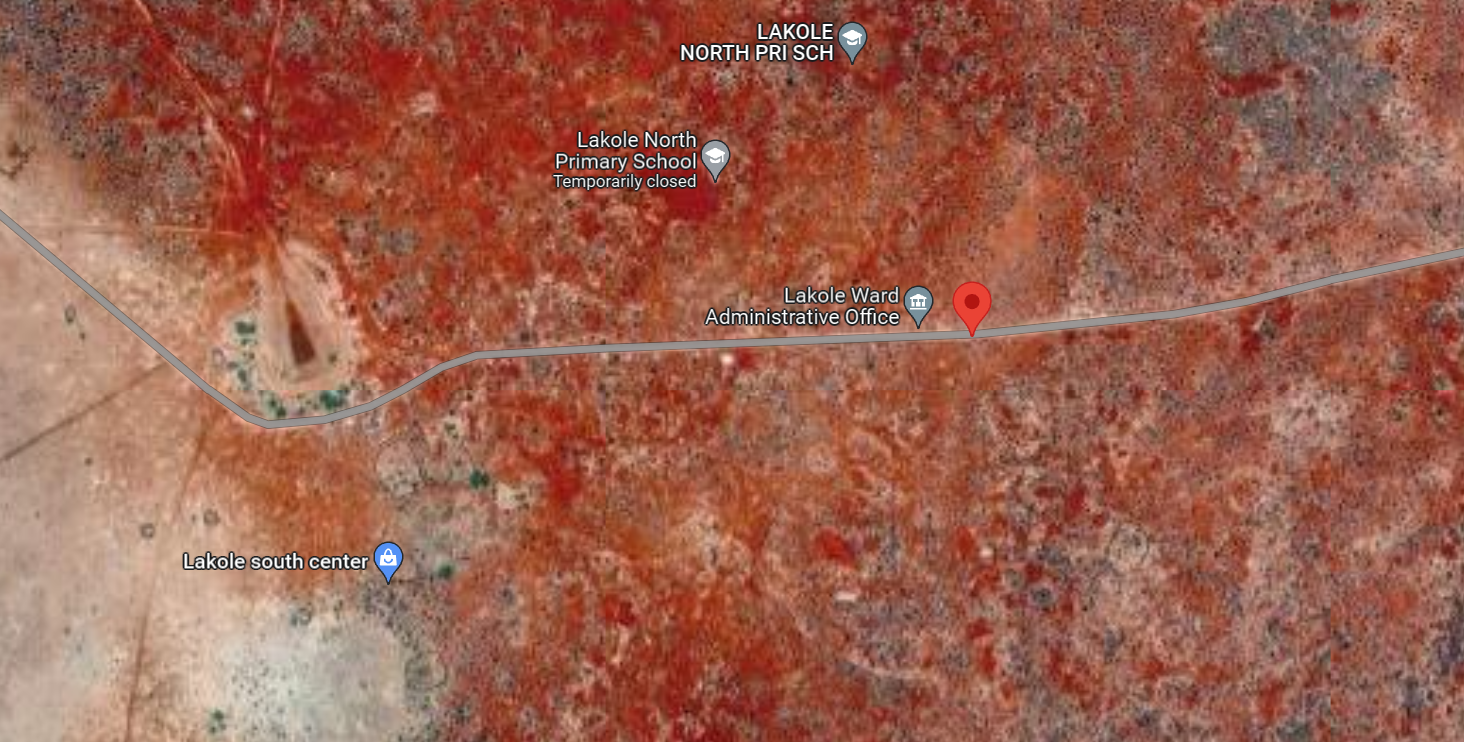 LAKOLE
NORTH PRI SCH
Lakole North
Primary School
Temporarily closed
Lakole Ward
Administrative Office
Lakole south center